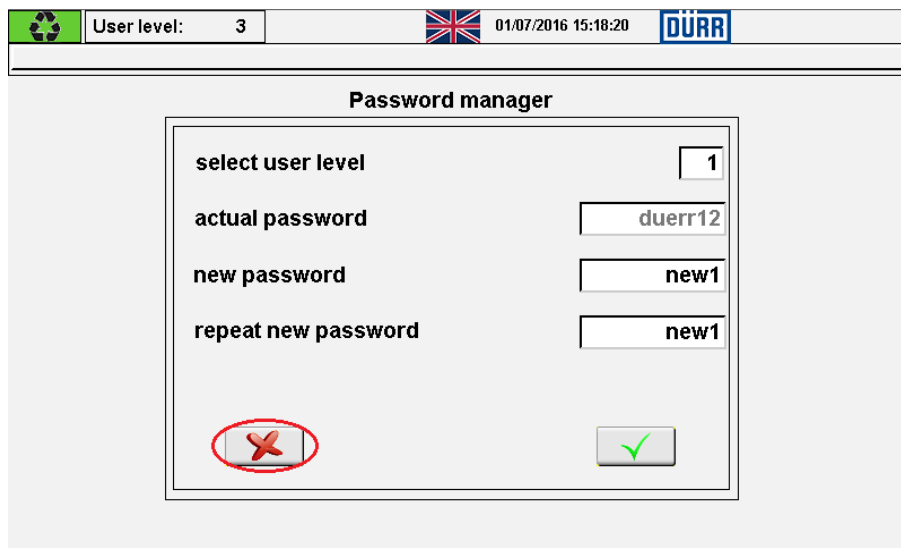 User level: 3 01/07/2016 15:18:20 DÜRR
Password manager
select user level 1
actual password duerr12
new password new1
repeat new password new1